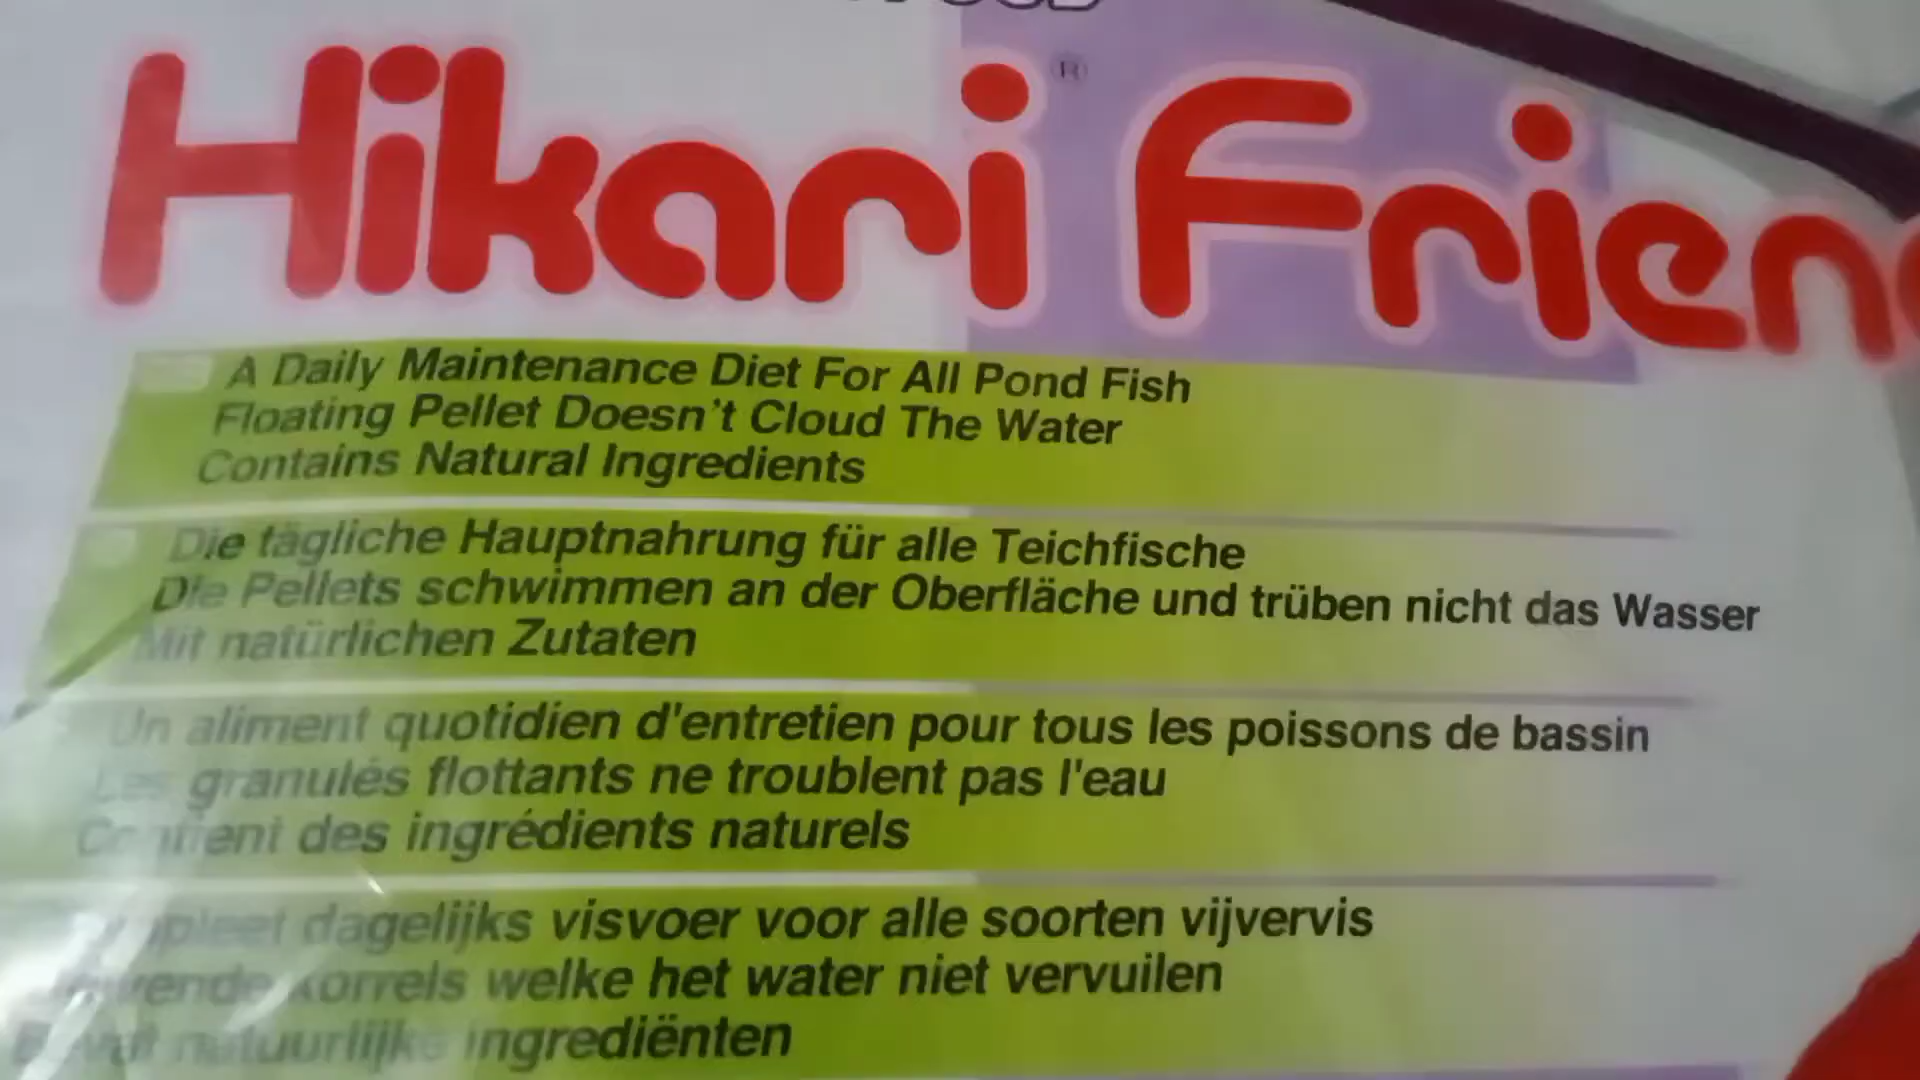 Hikari® Frien
A Daily Maintenance Diet For All Pond Fish
Floating Pellet Doesn't Cloud The Water
Contains Natural Ingredients
Die tägliche Hauptnahrung für alle Teichfische
Die Pellets schwimmen an der Oberfläche und trüben nicht das Wasser
Mit natürlichen Zutaten
Un aliment quotidien d'entretien pour tous les poissons de bassin
Les granulés flottants ne troublent pas l'eau
Contient des ingrédients naturels
dagelijks visvoer voor alle soorten vijvervis
korrels welke het water niet vervuilen
Bevat natuurlijke ingrediënten